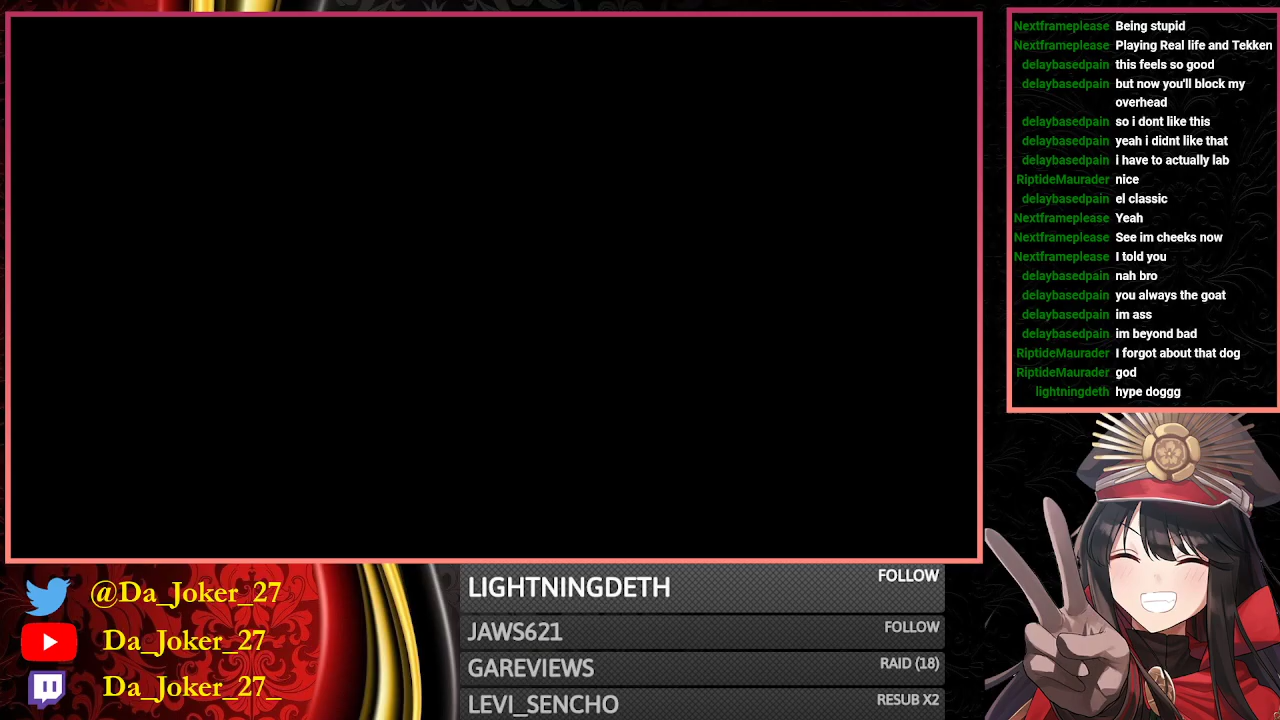 Nextframeplease Being stupid
Nextframeplease Playing Real life and Tekken
delaybasedpain this feels so good
delaybasedpain but now you'll block my
overhead
delaybasedpain so i dont like this
delaybasedpain yeah i didnt like that
delaybasedpain i have to actually lab
RiptideMaurader nice
delaybasedpain el classic
Nextframeplease Yeah
Nextframeplease See im cheeks now
Nextframeplease I told you
delaybasedpain nah bro
delaybasedpain you always the goat
delaybasedpain im ass
delaybasedpain im beyond bad
RiptideMaurader I forgot about that dog
RiptideMaurader god
lightningdeth hype doggg
@Da_Joker_27
Da_Joker_27
Da_Joker_27_
LIGHTNINGDETH FOLLOW
JAWS621 FOLLOW
GAREVIEWS RAID (18)
LEVI_SENCHO RESUB X2